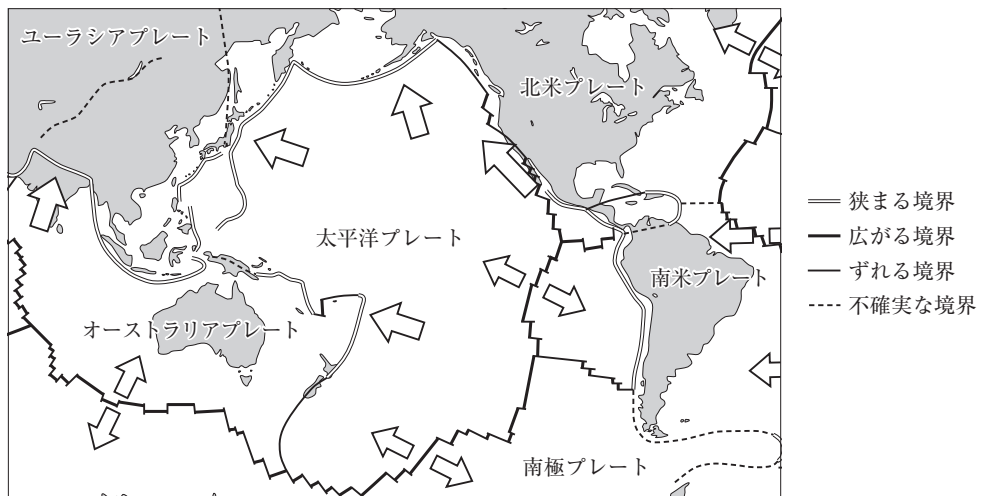 ユーラシアプレート
北米プレート
太平洋プレート
南米プレート
オーストラリアプレート
南極プレート
狭まる境界
広がる境界
ずれる境界
不確実な境界